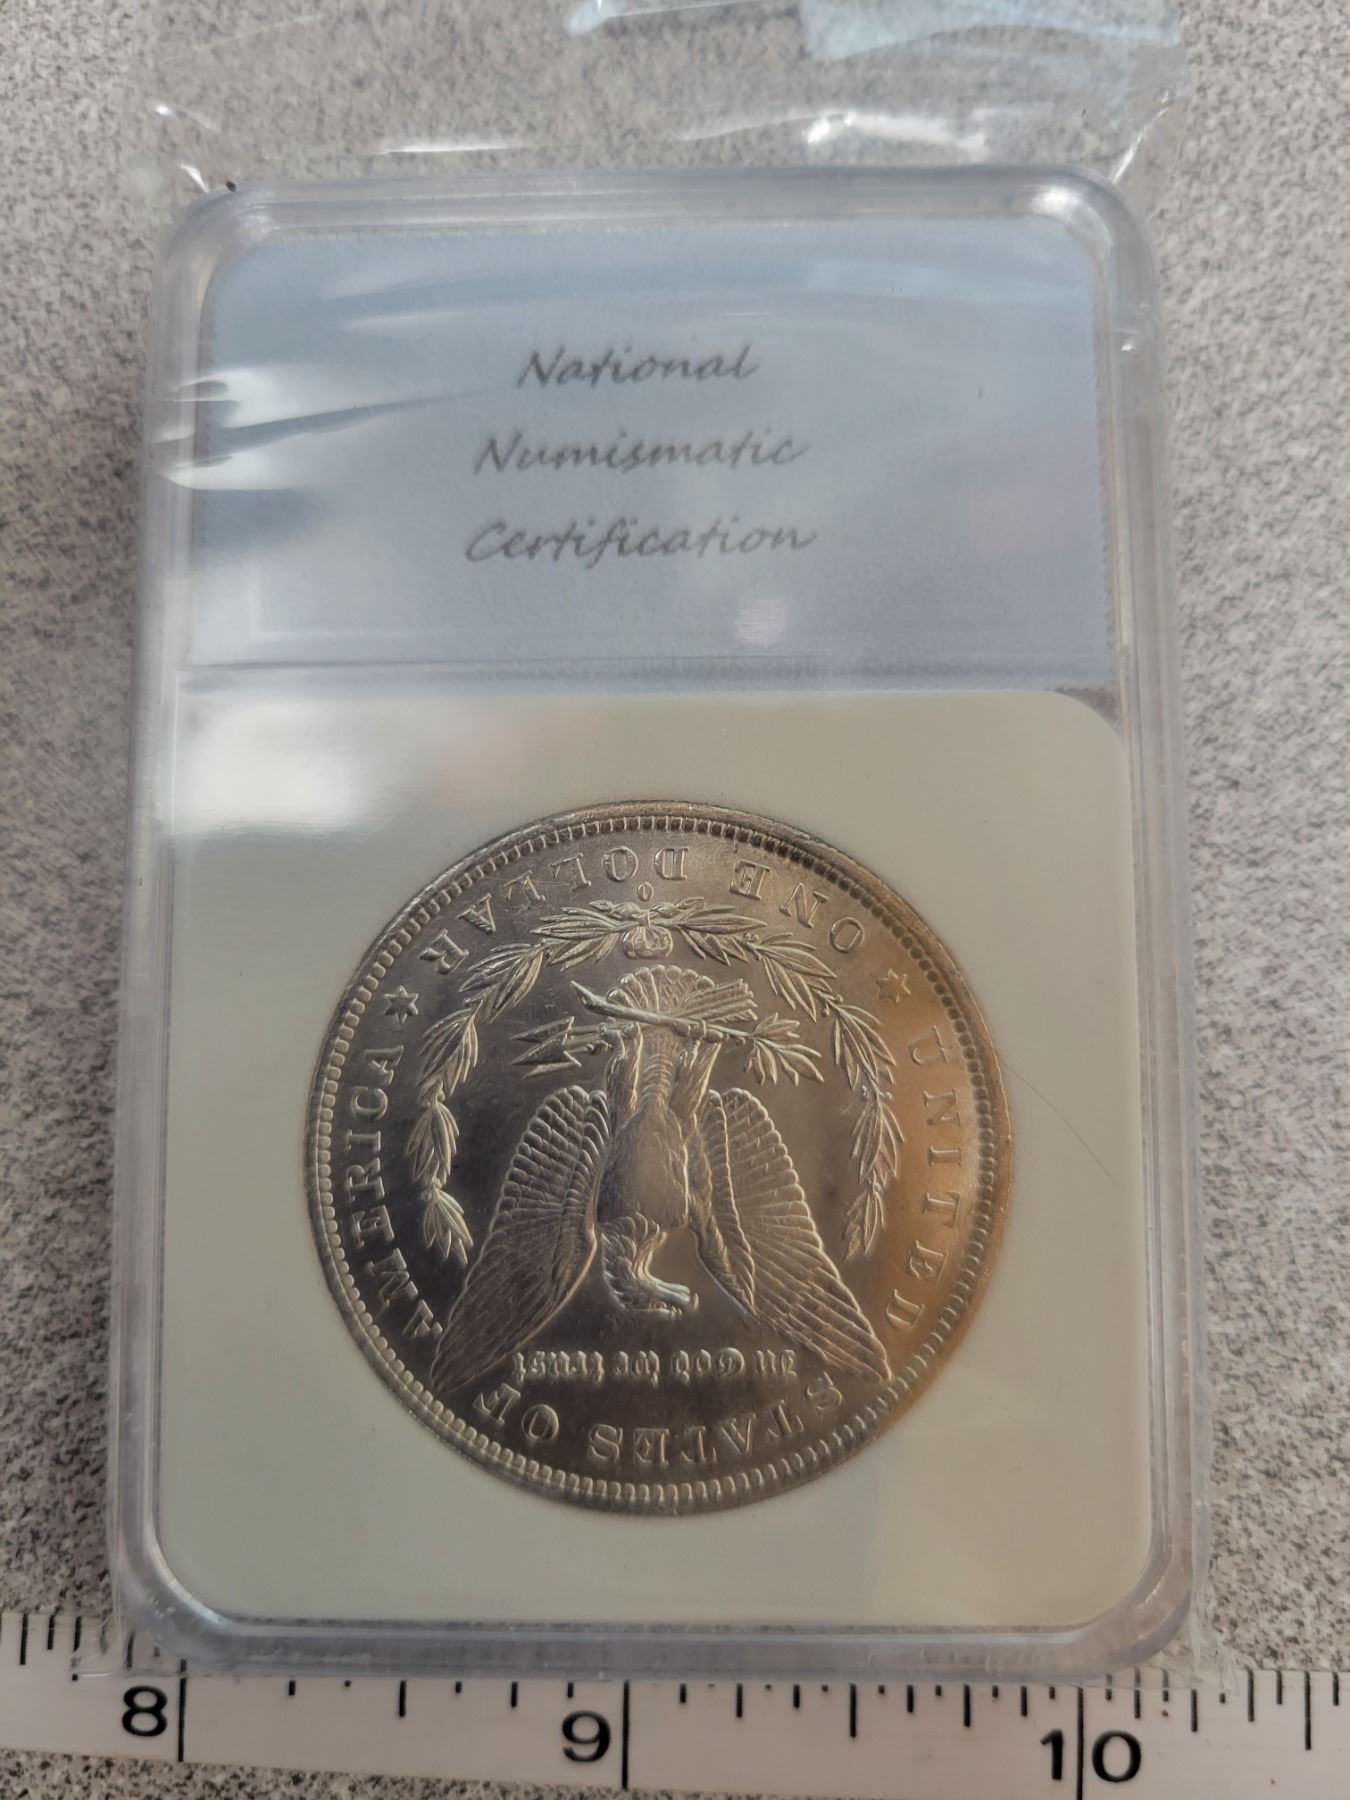 National
Numismatic
Certification
UNITED STATES OF AMERICA
In God we trust
ONE DOLLAR
O
8 9 10